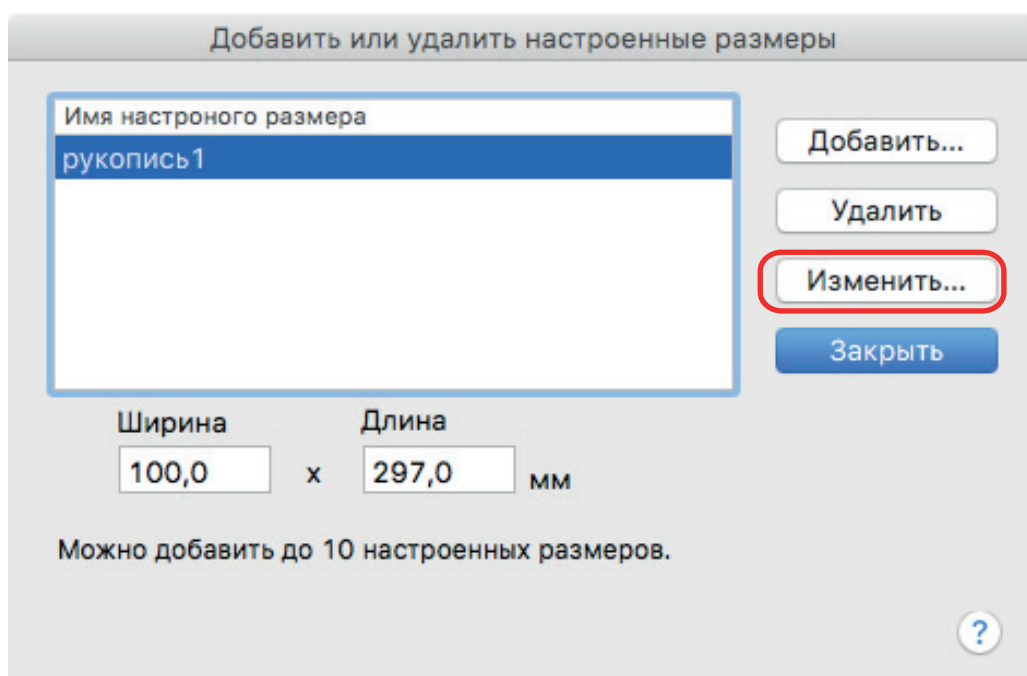 Добавить или удалить настроенные размеры
Имя настроного размера
рукопись1
Добавить...
Удалить
Изменить...
Закрыть
Ширина
Длина
100,0
x
297,0
мм
Можно добавить до 10 настроенных размеров.
?